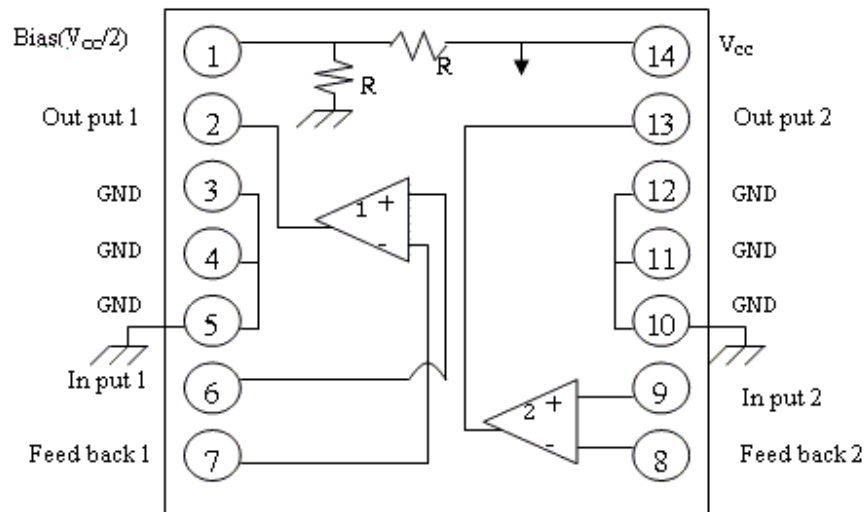 Bias(V_CC/2)
1
R
R
14
V_CC
Out put 1
2
13
Out put 2
GND
3
1
+
-
12
GND
GND
4
11
GND
GND
5
10
GND
In put 1
6
2
+
-
9
In put 2
Feed back 1
7
8
Feed back 2